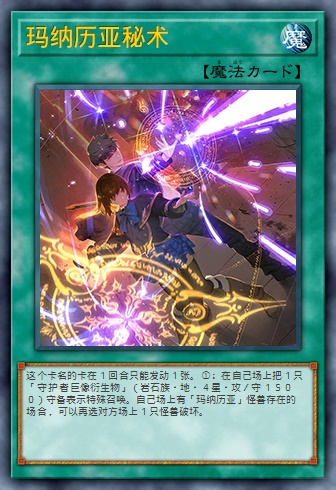 玛纳历亚秘术
魔
【魔法カード】
这个卡名的卡在１回合只能发动１张。①：在自己场上把１只
「守护者巨像衍生物」（岩石族・地・４星・攻／守１５０
０）守备表示特殊召唤。自己场上有「玛纳历亚」怪兽存在的
场合，可以再选对方场上１只怪兽破坏。